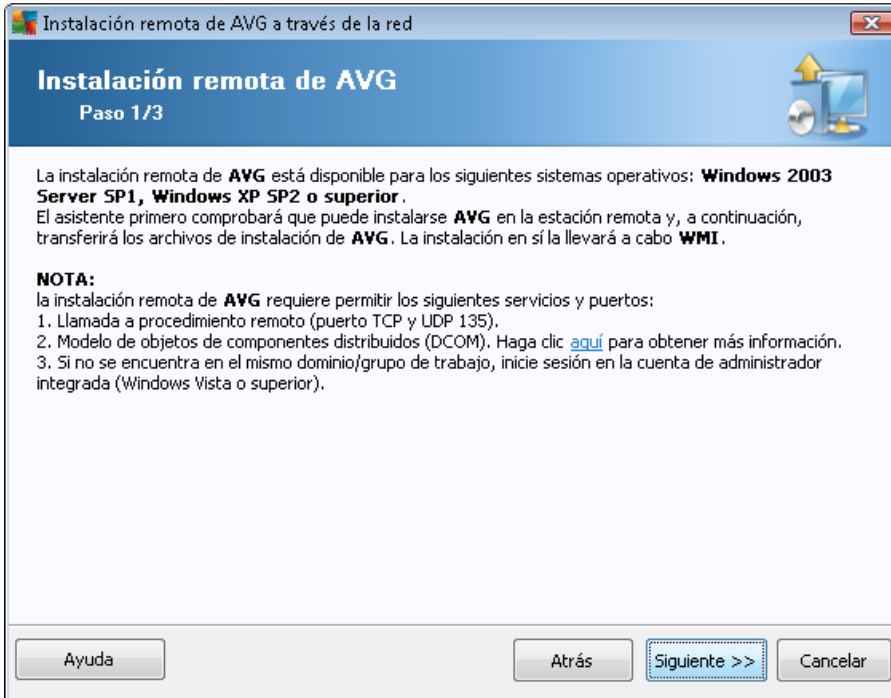 Instalación remota de AVG a través de la red
Instalación remota de AVG
Paso 1/3
La instalación remota de AVG está disponible para los siguientes sistemas operativos: Windows 2003
Server SP1, Windows XP SP2 o superior.
El asistente primero comprobará que puede instalarse AVG en la estación remota y, a continuación,
transferirá los archivos de instalación de AVG. La instalación en sí la llevará a cabo WMI.
NOTA:
la instalación remota de AVG requiere permitir los siguientes servicios y puertos:
1. Llamada a procedimiento remoto (puerto TCP y UDP 135).
2. Modelo de objetos de componentes distribuidos (DCOM). Haga clic aquí para obtener más información.
3. Si no se encuentra en el mismo dominio/grupo de trabajo, inicie sesión en la cuenta de administrador
integrada (Windows Vista o superior).
Ayuda
Atrás
Siguiente >>
Cancelar